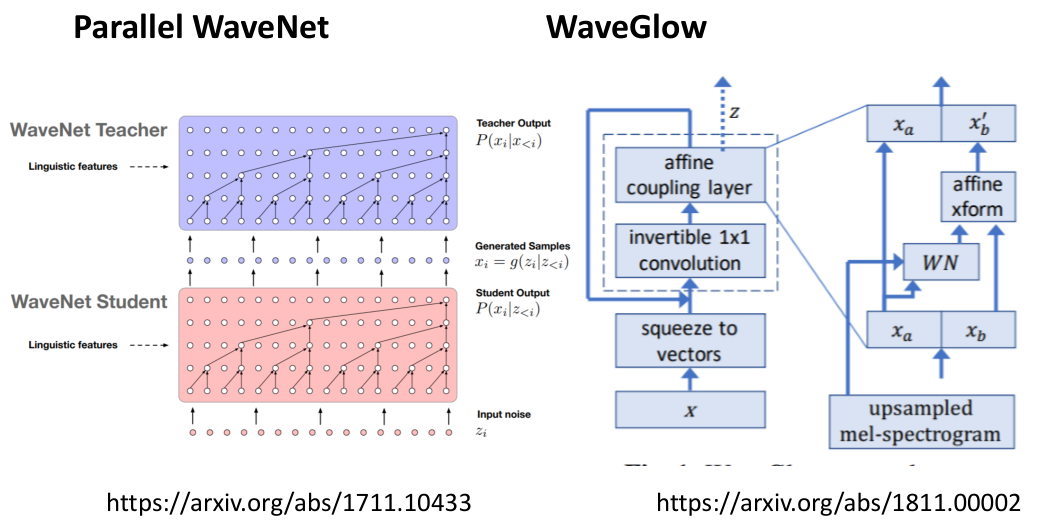 Parallel WaveNet
WaveNet Teacher
Linguistic features
Teacher Output
P(x_i|x_{<i})
Generated Samples
x_i = g(z_i|z_{<i})
WaveNet Student
Linguistic features
Student Output
P(x_i|z_{<i})
Input noise
z_i
https://arxiv.org/abs/1711.10433
WaveGlow
z
affine
coupling layer
invertible 1x1
convolution
squeeze to
vectors
x
x_a
x_b'
affine
xform
WN
x_a
x_b
upsampled
mel-spectrogram
https://arxiv.org/abs/1811.00002